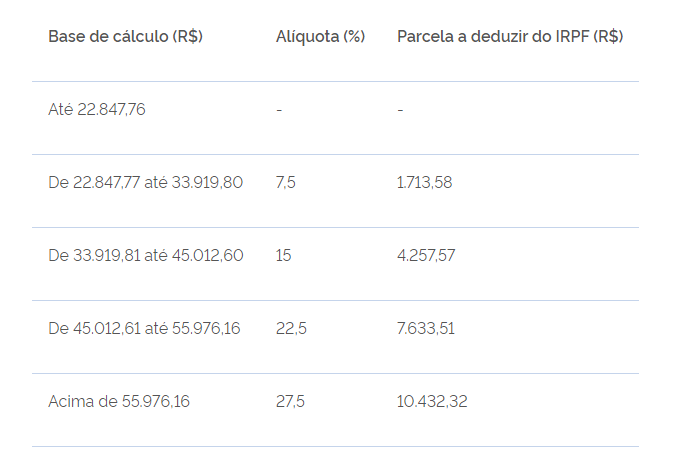 Base de cálculo (R$) Alíquota (%) Parcela a deduzir do IRPF (R$)
Até 22.847,76 - -
De 22.847,77 até 33.919,80 7,5 1.713,58
De 33.919,81 até 45.012,60 15 4.257,57
De 45.012,61 até 55.976,16 22,5 7.633,51
Acima de 55.976,16 27,5 10.432,32